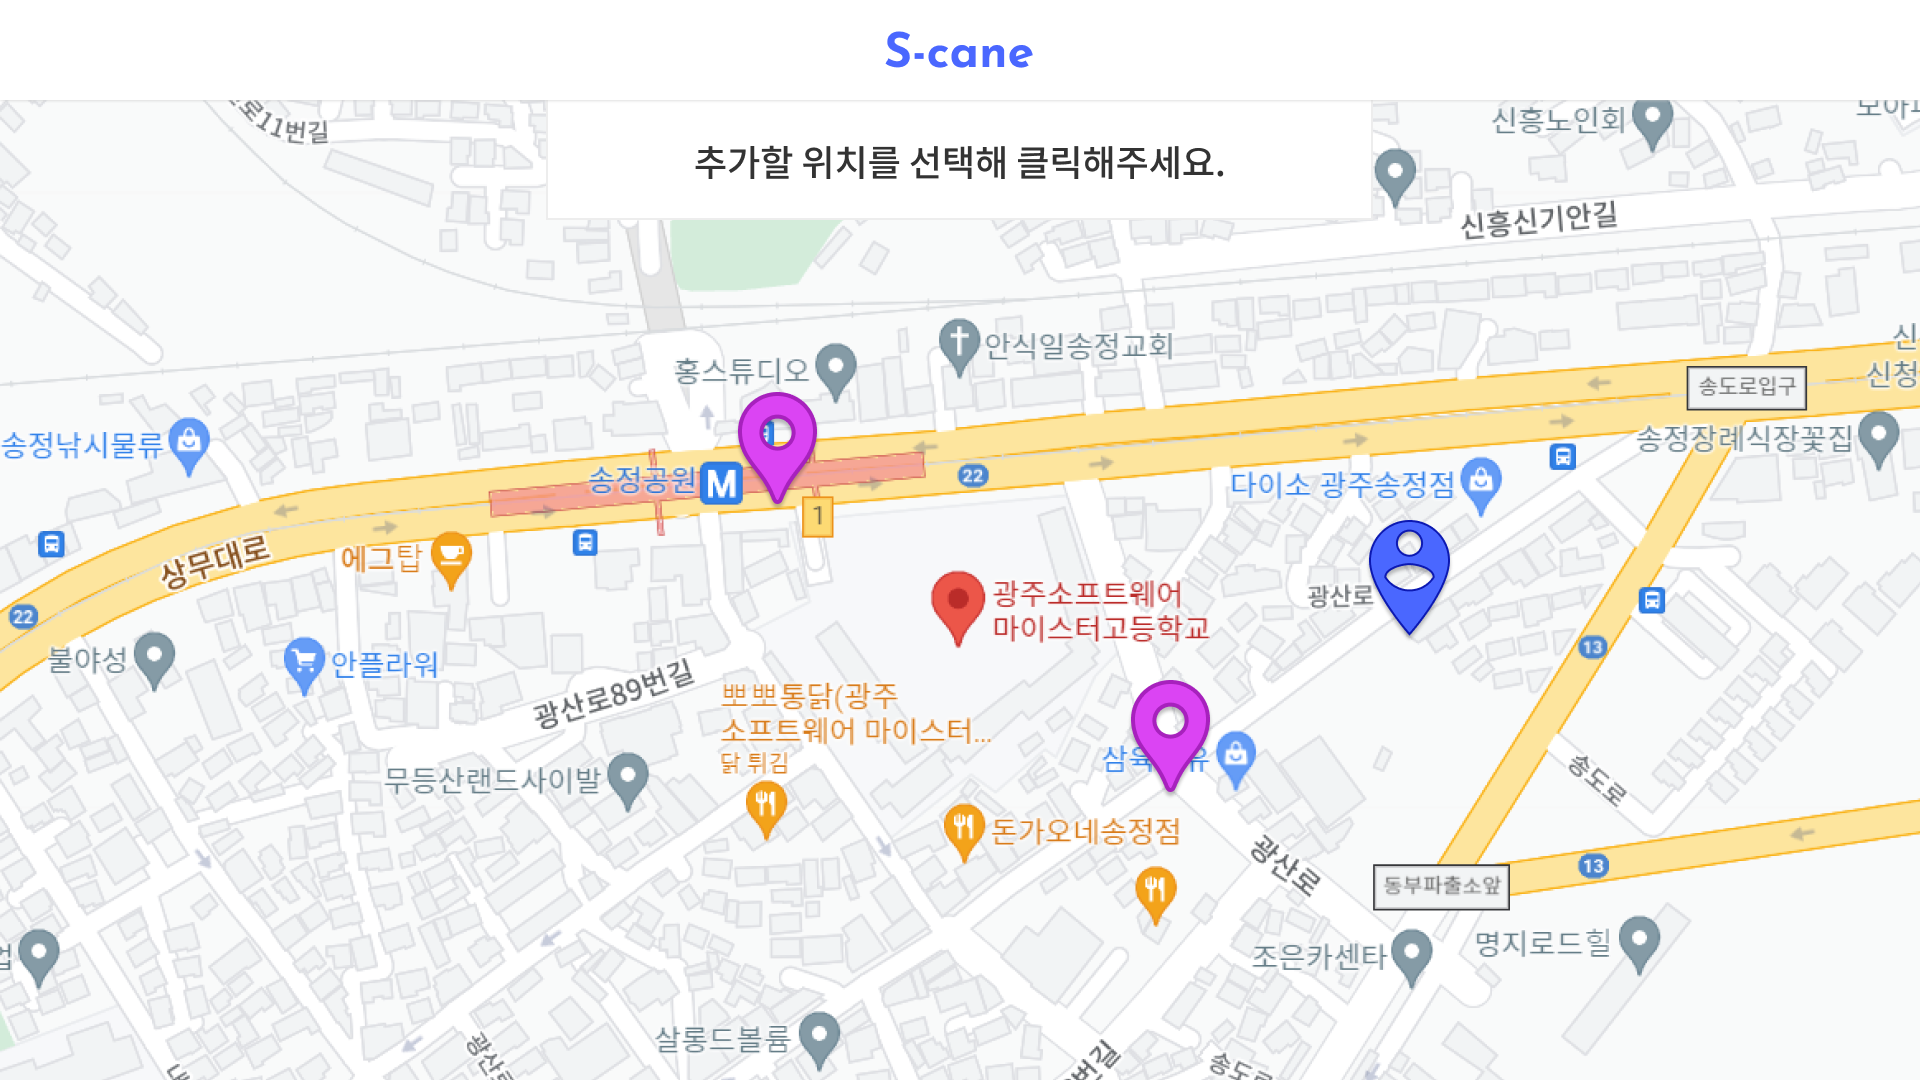 S-cane
추가할 위치를 선택해 클릭해주세요.
로11번길
신흥노인회
신흥신기안길
안식일송정교회
홍스튜디오
신
신청
송도로입구
송정낚시물류
송정장례식장꽃집
송정공원
M
22
다이소 광주송정점
1
상무대로
에그탑
22
광주소프트웨어
마이스터고등학교
광산로
13
불야성
안플라워
광산로89번길
뽀뽀통닭(광주
소프트웨어 마이스터...
닭 튀김
무등산랜드사이발
송도로
돈가오네송정점
광산로
13
동부파출소앞
업
조은카센타
명지로드힐
살롱드볼륨
광산로
번길
송도로